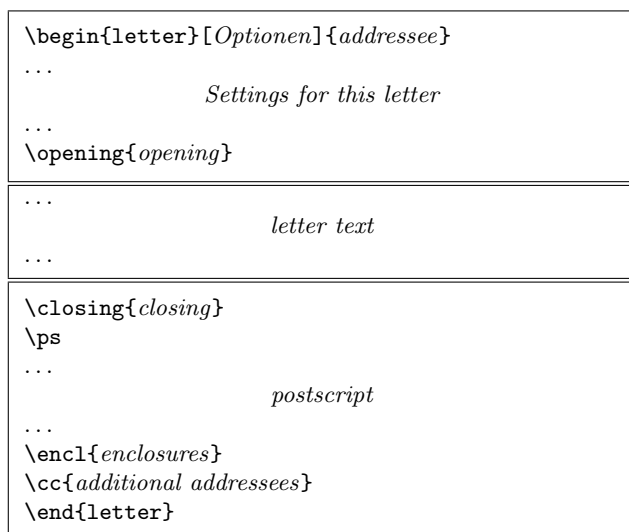 \begin{letter}[Optionen]{addressee}
...
Settings for this letter
...
\opening{opening}
...
letter text
...
\closing{closing}
\ps
...
postscript
...
\encl{enclosures}
\cc{additional addressees}
\end{letter}